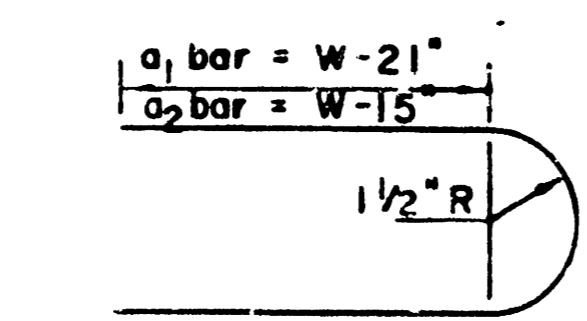 a₁ bar = W-21"
a₂ bar = W-15"
1 1/2" R